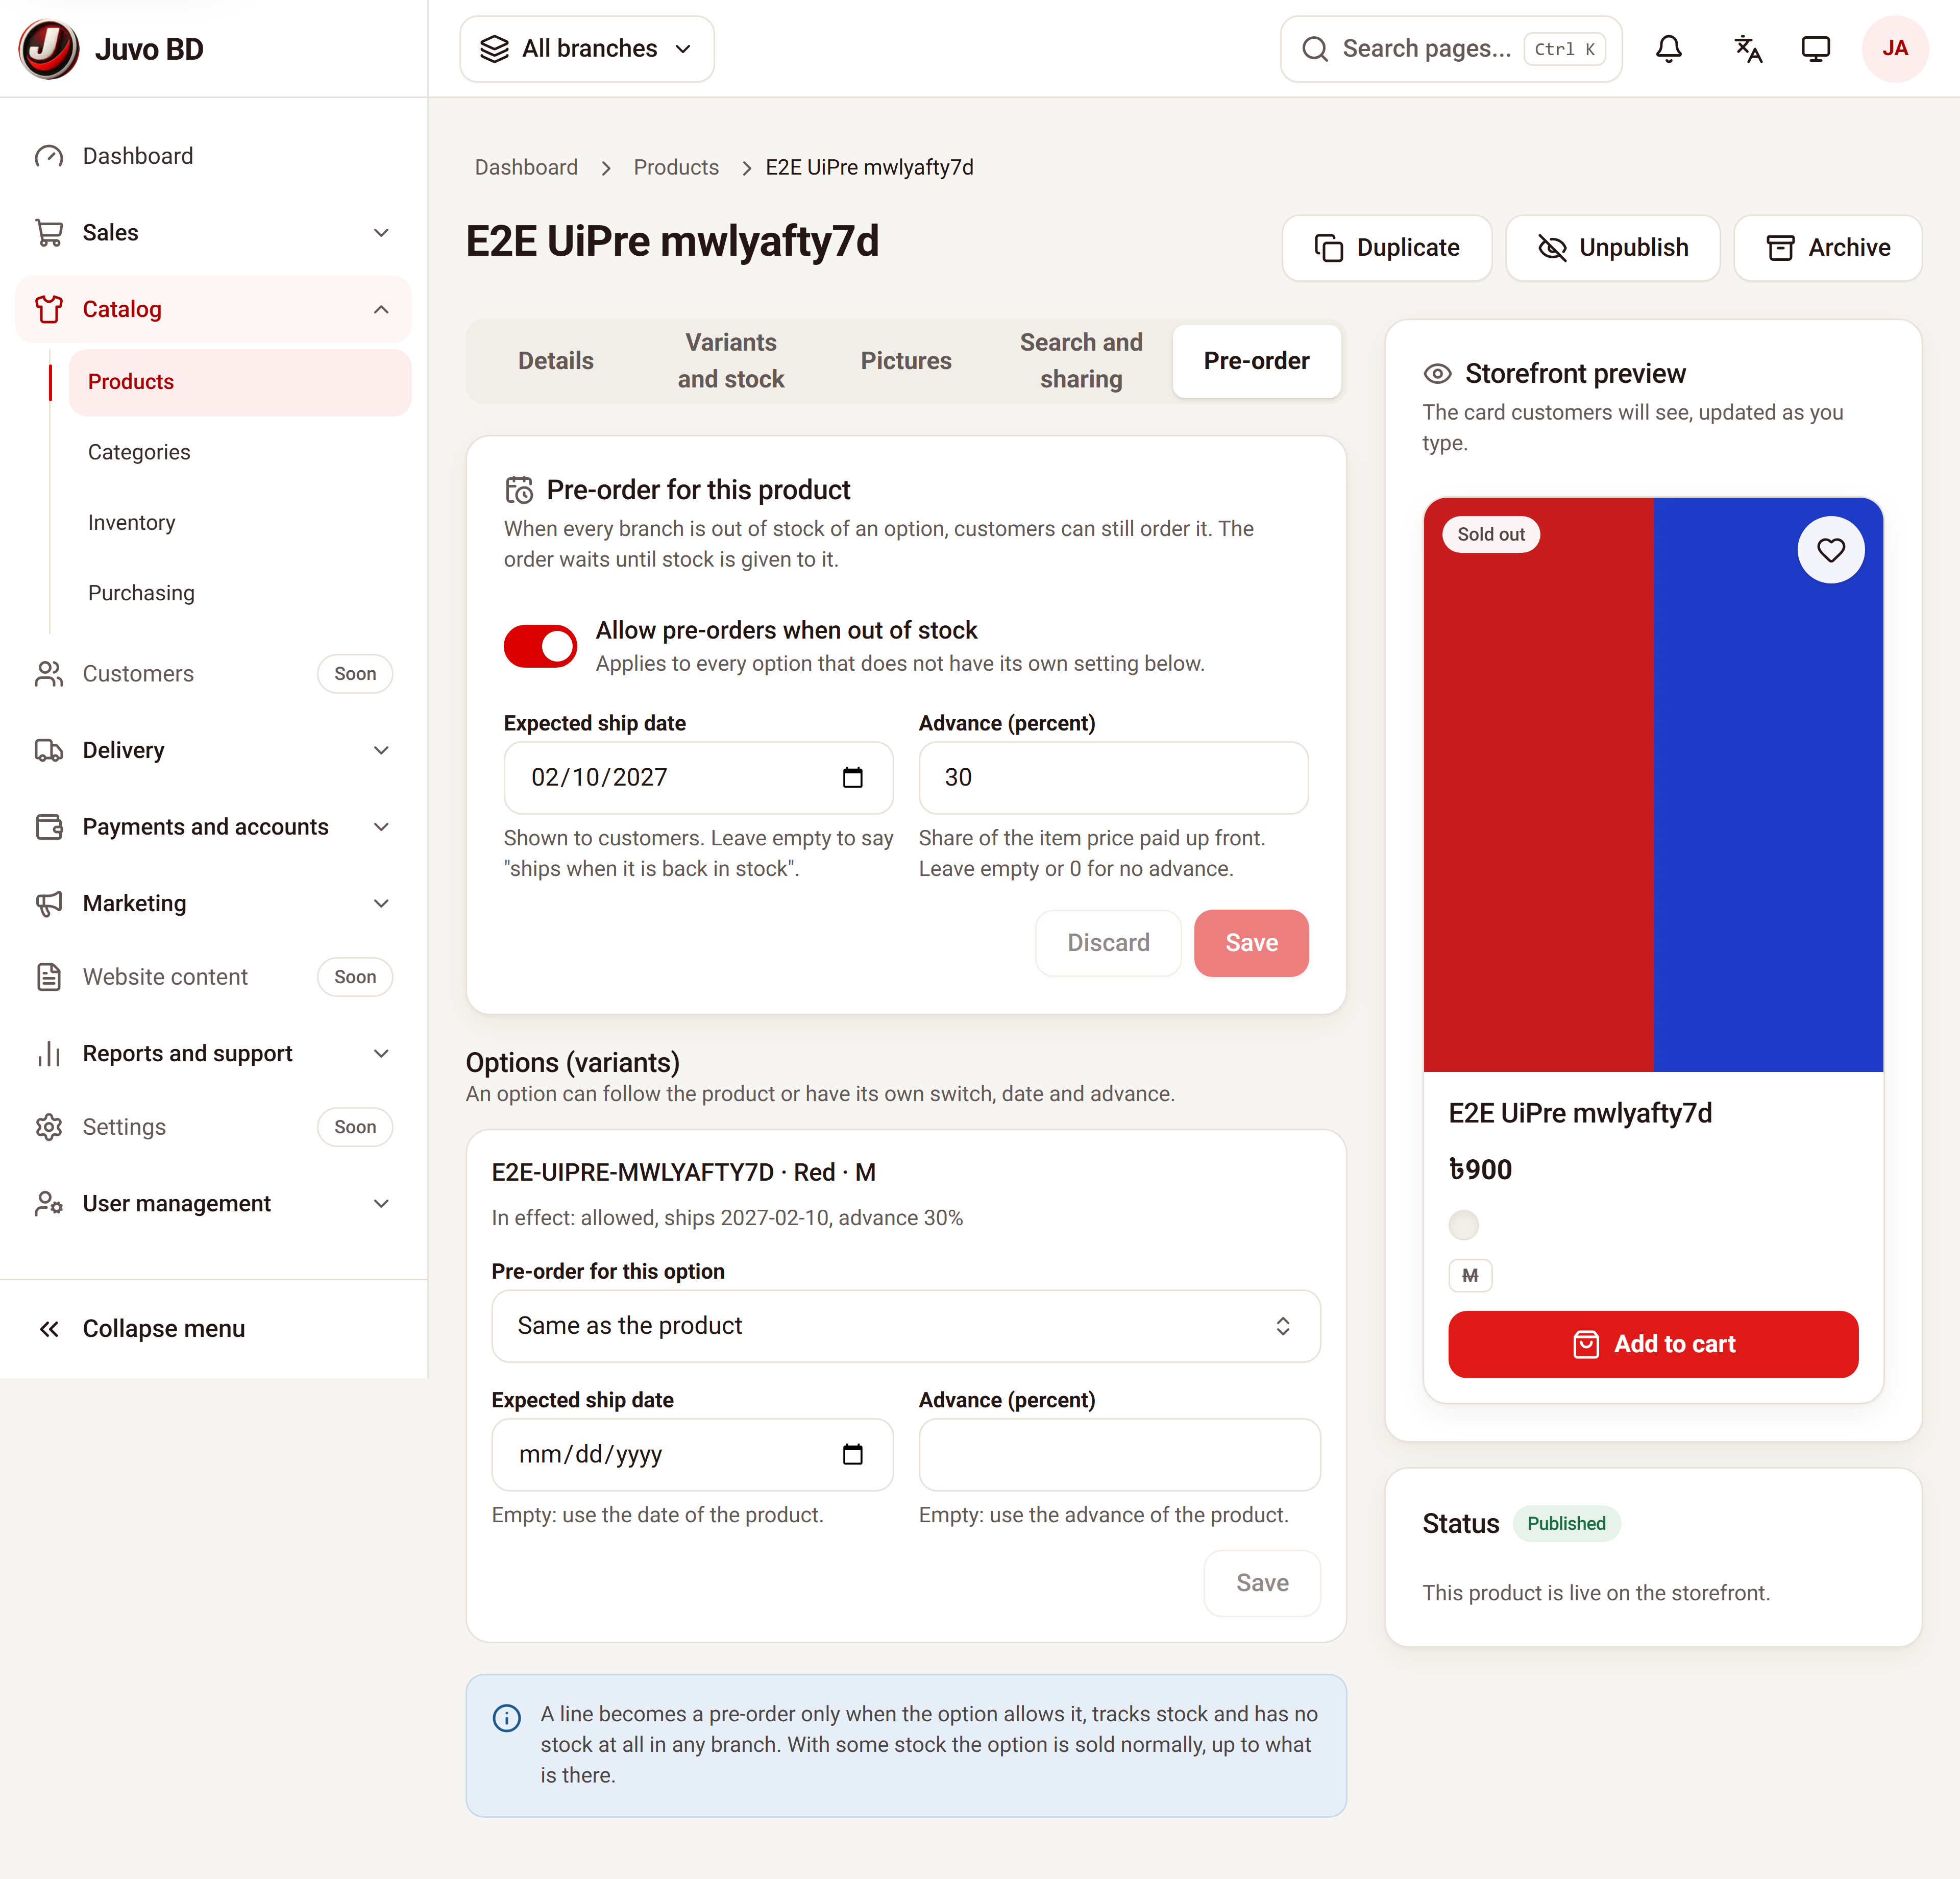 Juvo BD
All branches
Search pages... Ctrl K
JA
Dashboard
Sales
Catalog
Products
Categories
Inventory
Purchasing
Customers Soon
Delivery
Payments and accounts
Marketing
Website content Soon
Reports and support
Settings Soon
User management
Collapse menu
Dashboard > Products > E2E UiPre mwlyafty7d
E2E UiPre mwlyafty7d
Duplicate Unpublish Archive
Details
Variants
and stock
Pictures
Search and
sharing
Pre-order
Pre-order for this product
When every branch is out of stock of an option, customers can still order it. The
order waits until stock is given to it.
Allow pre-orders when out of stock
Applies to every option that does not have its own setting below.
Expected ship date
02/10/2027
Shown to customers. Leave empty to say
"ships when it is back in stock".
Advance (percent)
30
Share of the item price paid up front.
Leave empty or 0 for no advance.
Discard Save
Options (variants)
An option can follow the product or have its own switch, date and advance.
E2E-UIPRE-MWLYAFTY7D · Red · M
In effect: allowed, ships 2027-02-10, advance 30%
Pre-order for this option
Same as the product
Expected ship date
mm/dd/yyyy
Empty: use the date of the product.
Advance (percent)
Empty: use the advance of the product.
Save
A line becomes a pre-order only when the option allows it, tracks stock and has no
stock at all in any branch. With some stock the option is sold normally, up to what
is there.
Storefront preview
The card customers will see, updated as you
type.
Sold out
E2E UiPre mwlyafty7d
৳900
M
Add to cart
Status Published
This product is live on the storefront.